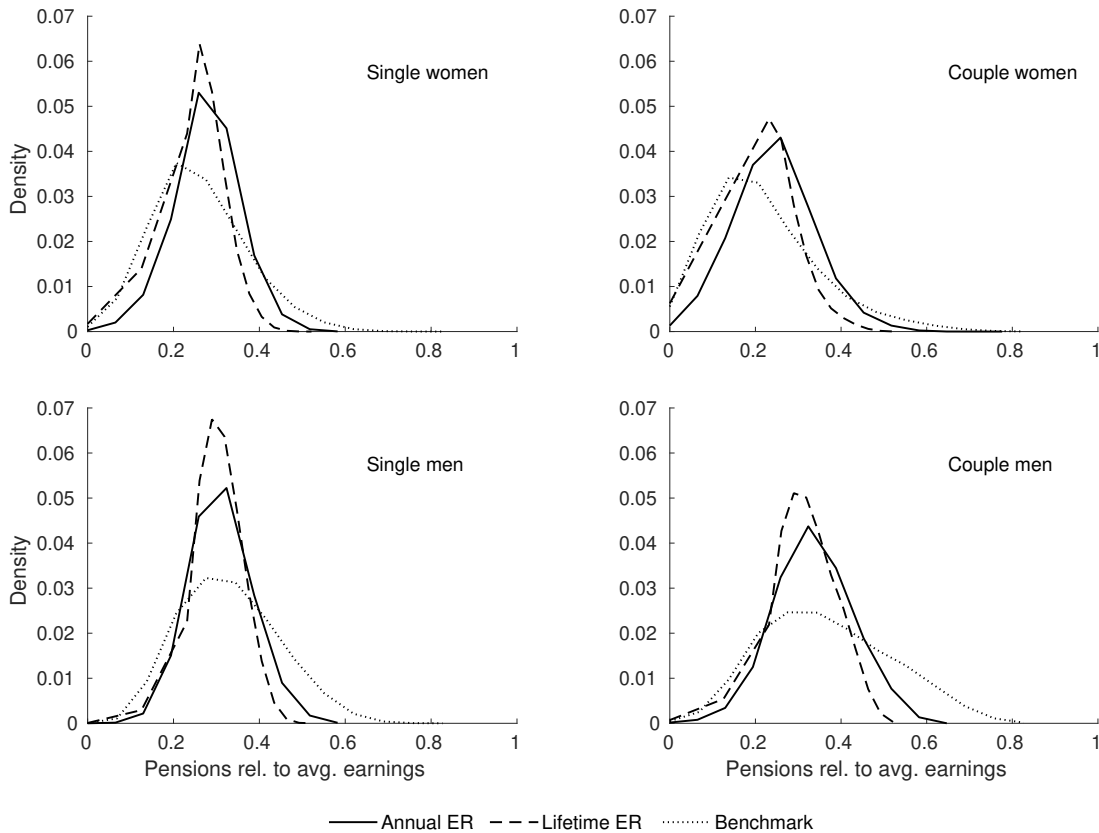 Single women
Density
0.07
0.06
0.05
0.04
0.03
0.02
0.01
0
0 0.2 0.4 0.6 0.8 1
Couple women
0.07
0.06
0.05
0.04
0.03
0.02
0.01
0
0 0.2 0.4 0.6 0.8 1
Single men
Density
0.07
0.06
0.05
0.04
0.03
0.02
0.01
0
0 0.2 0.4 0.6 0.8 1
Pensions rel. to avg. earnings
Couple men
0.07
0.06
0.05
0.04
0.03
0.02
0.01
0
0 0.2 0.4 0.6 0.8 1
Pensions rel. to avg. earnings
Annual ER Lifetime ER Benchmark